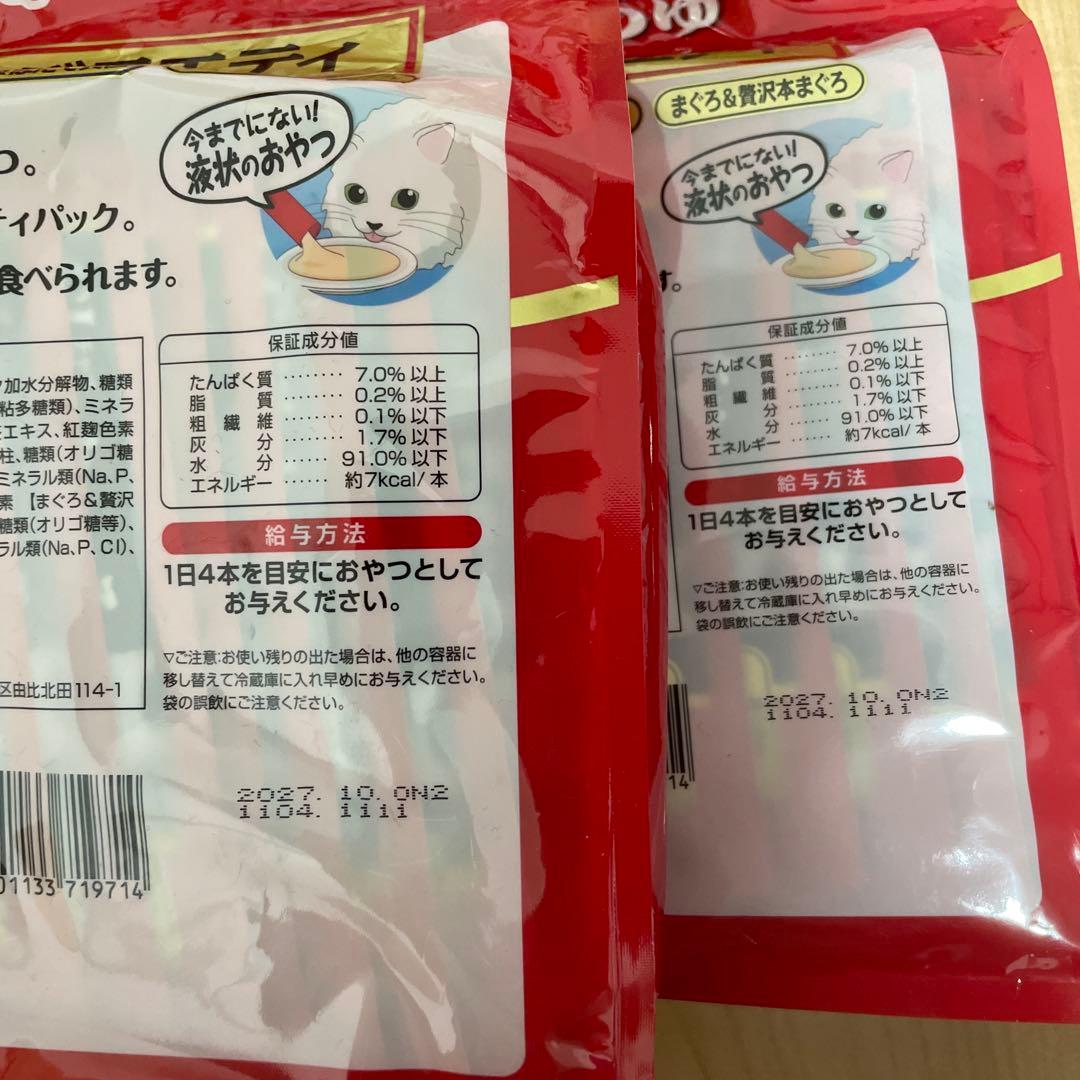 ラエティ
今までにない!
液状のおやつ
つ。
ティパック。
食べられます。
加水分解物、糖類
粘多糖類)、ミネラ
エキス、紅麹色素
柱、糖類(オリゴ糖
ミネラル類(Na、P、
素 【まぐろ&贅沢
糖類(オリゴ糖等)、
ラル類(Na、P、Cl)、
区由比北田114-1
保証成分値
たんぱく質 ……… 7.0% 以上
脂質 ……… 0.2% 以上
粗繊維 ……… 0.1% 以下
灰分 ……… 1.7% 以下
水分 ……… 91.0% 以下
エネルギー ……… 約7kcal/ 本
給与方法
1日4本を目安におやつとして
お与えください。
▽ご注意:お使い残りの出た場合は、他の容器に
移し替えて冷蔵庫に入れ早めにお与えください。
袋の誤飲にご注意ください。
2027. 10. ON2
1104. 1111
01133 719714
ゅ
まぐろ&贅沢本まぐろ
今までにない!
液状のおやつ
す。
保証成分値
たんぱく質 ……… 7.0% 以上
脂質 ……… 0.2% 以上
粗繊維 ……… 0.1% 以下
灰分 ……… 1.7% 以下
水分 ……… 91.0% 以下
エネルギー ……… 約7kcal/ 本
給与方法
1日4本を目安におやつとして
お与えください。
▽ご注意:お使い残りの出た場合は、他の容器に
移し替えて冷蔵庫に入れ早めにお与えください。
袋の誤飲にご注意ください。
2027. 10. ON2
1104. 1111
14